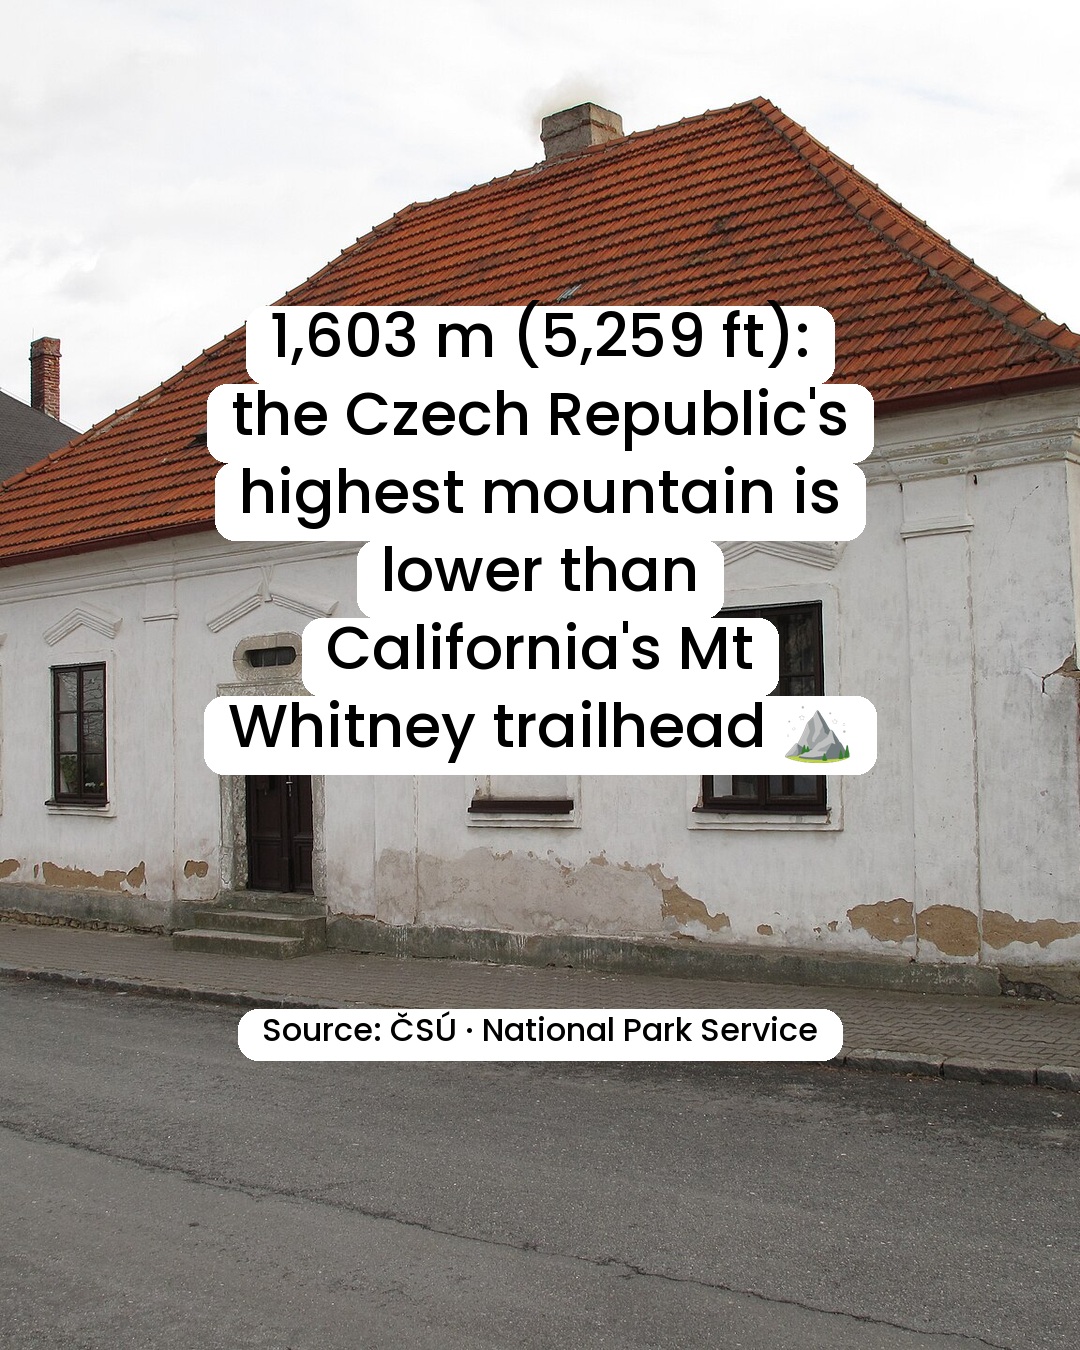 1,603 m (5,259 ft):
the Czech Republic's
highest mountain is
lower than
California's Mt
Whitney trailhead
Source: ČSÚ · National Park Service